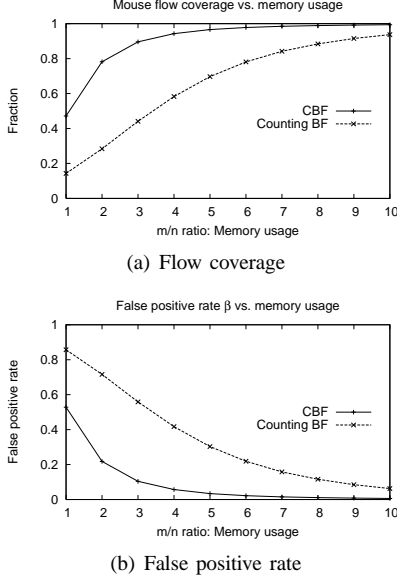 Mouse flow coverage vs. memory usage
1
0.8
0.6
0.4
0.2
0
Fraction
CBF
Counting BF
1 2 3 4 5 6 7 8 9 10
m/n ratio: Memory usage
(a) Flow coverage
False positive rate β vs. memory usage
1
0.8
0.6
0.4
0.2
0
False positive rate
CBF
Counting BF
1 2 3 4 5 6 7 8 9 10
m/n ratio: Memory usage
(b) False positive rate